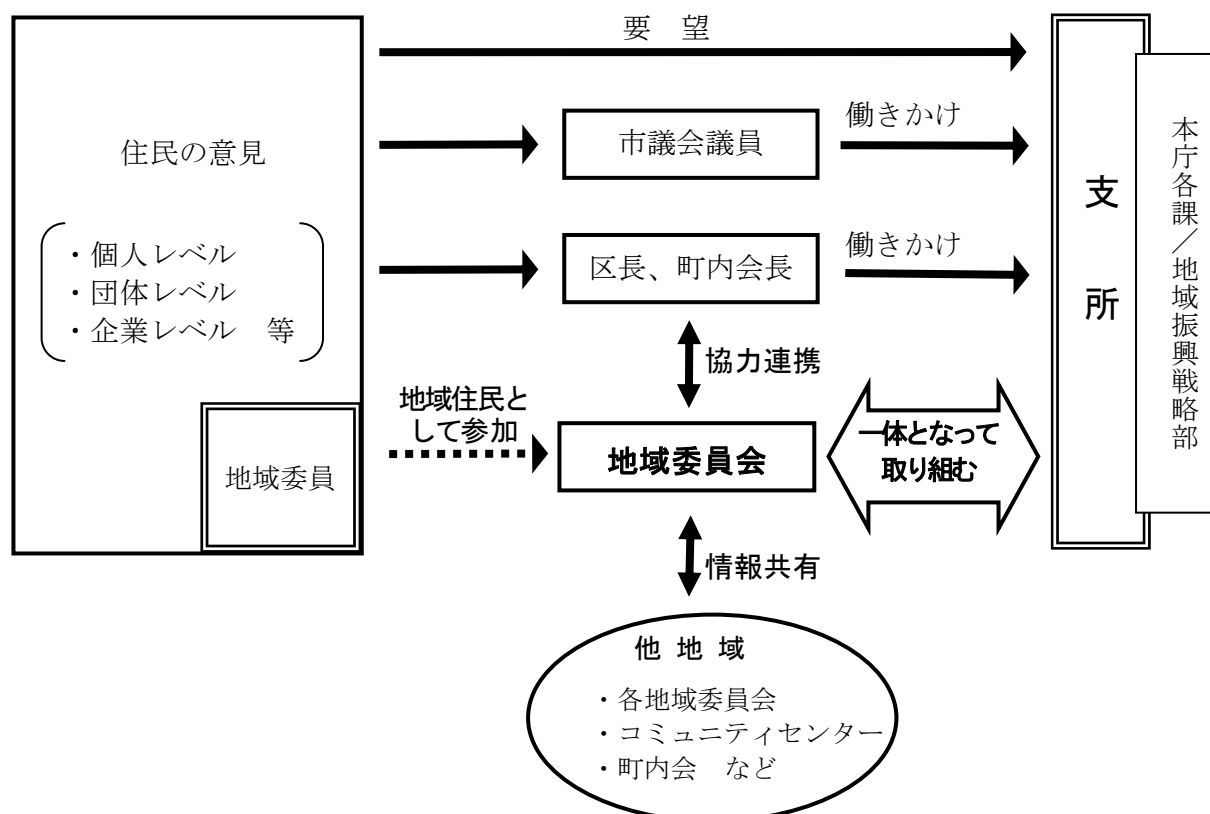 要　望
住民の意見
・個人レベル
・団体レベル
・企業レベル　等
地域委員
市議会議員
働きかけ
区長、町内会長
働きかけ
協力連携
地域住民と
して参加
地域委員会
一体となって
取り組む
情報共有
他 地 域
・各地域委員会
・コミュニティセンター
・町内会　など
支所
本庁各課／地域振興戦略部